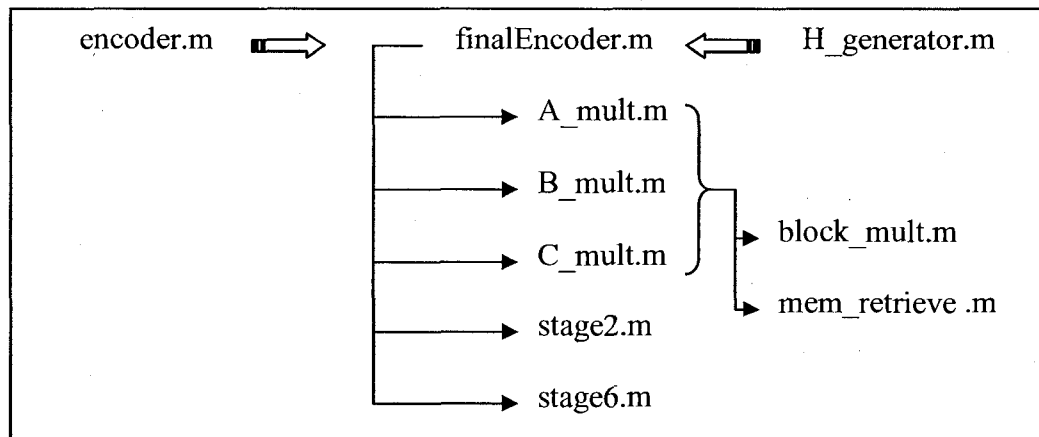 encoder.m finalEncoder.m H_generator.m
A_mult.m
B_mult.m
block_mult.m
C_mult.m
mem_retrieve .m
stage2.m
stage6.m